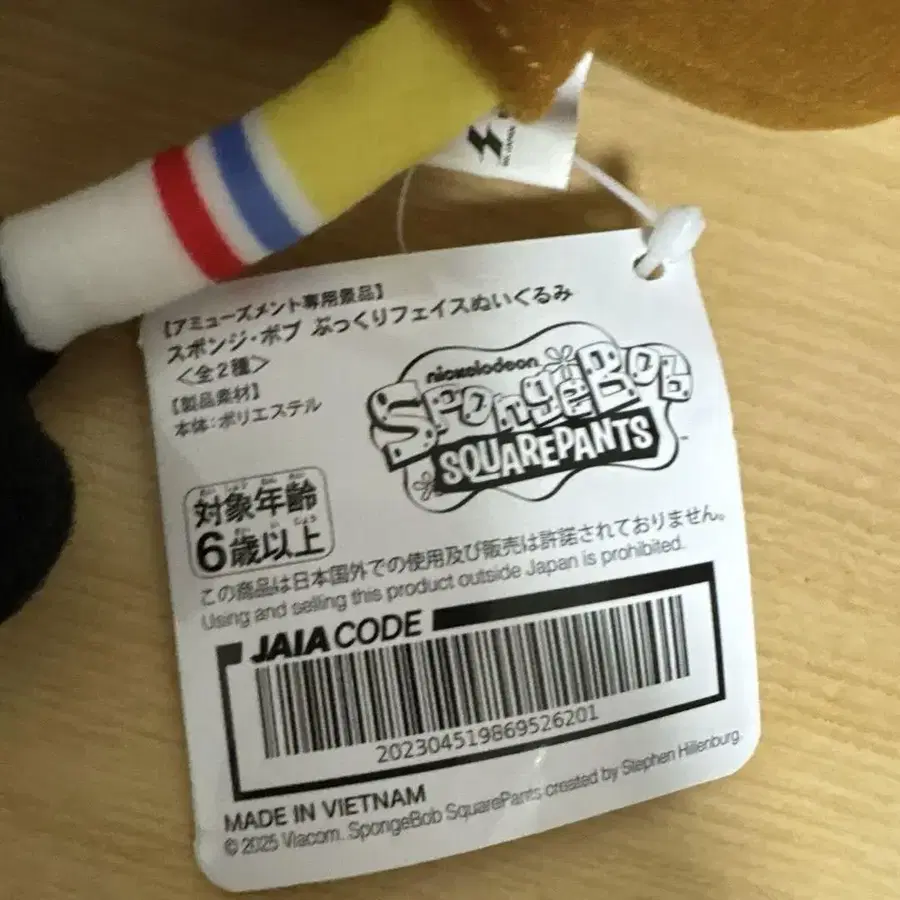 【アミューズメント専用景品】
スポンジ・ボブ ぷっくりフェイスぬいぐるみ
<全2種>
【製品素材】
本体:ポリエステル
nickelodeon
SpongeBob
SQUAREPANTS
対象年齢
6歳以上
この商品は日本国外での使用及び販売は許諾されておりません。
Using and selling this product outside Japan is prohibited.
JAIA CODE
202304519869526201
MADE IN VIETNAM
© 2025 Viacom. SpongeBob SquarePants created by Stephen Hillenburg.